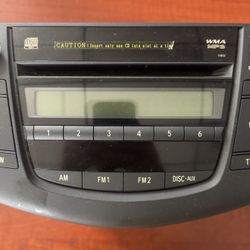 CAUTION: Insert only one CD into slot at a time
WMA
MP3
1 2 3 4 5 6
AM FM1 FM2 DISC·AUX